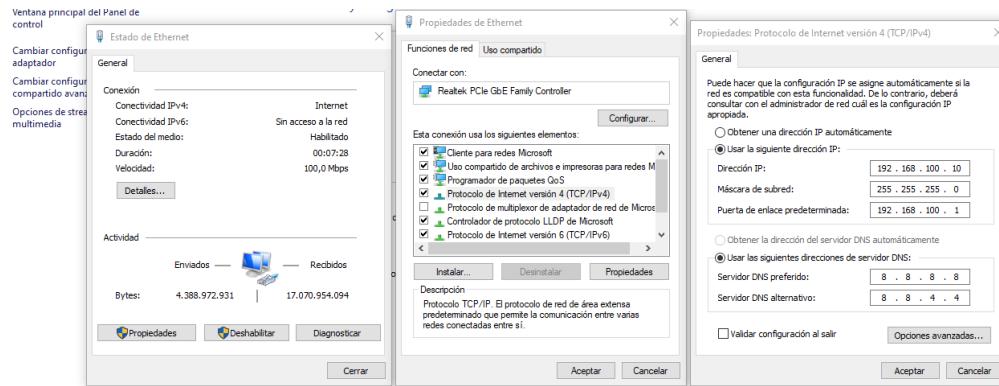 Ventana principal del Panel de
control
Cambiar configur
adaptador
Cambiar configur
compartido avanz
Opciones de strea
multimedia
Estado de Ethernet
General
Conexión
Conectividad IPv4: Internet
Conectividad IPv6: Sin acceso a la red
Estado del medio: Habilitado
Duración: 00:07:28
Velocidad: 100,0 Mbps
Detalles...
Actividad
Enviados — Recibidos
Bytes: 4.388.972.931 17.070.954.094
Propiedades Deshabilitar Diagnosticar
Cerrar
Propiedades de Ethernet
Funciones de red Uso compartido
Conectar con:
Realtek PCIe GbE Family Controller
Configurar...
Esta conexión usa los siguientes elementos:
Cliente para redes Microsoft
Uso compartido de archivos e impresoras para redes M
Programador de paquetes QoS
Protocolo de Internet versión 4 (TCP/IPv4)
Protocolo de multiplexor de adaptador de red de Micros
Controlador de protocolo LLDP de Microsoft
Protocolo de Internet versión 6 (TCP/IPv6)
Instalar... Desinstalar Propiedades
Descripción
Protocolo TCP/IP. El protocolo de red de área extensa
predeterminado que permite la comunicación entre varias
redes conectadas entre sí.
Aceptar Cancelar
Propiedades: Protocolo de Internet versión 4 (TCP/IPv4)
General
Puede hacer que la configuración IP se asigne automáticamente si la
red es compatible con esta funcionalidad. De lo contrario, deberá
consultar con el administrador de red cuál es la configuración IP
apropiada.
Obtener una dirección IP automáticamente
Usar la siguiente dirección IP:
Dirección IP: 192 . 168 . 100 . 10
Máscara de subred: 255 . 255 . 255 . 0
Puerta de enlace predeterminada: 192 . 168 . 100 . 1
Obtener la dirección del servidor DNS automáticamente
Usar las siguientes direcciones de servidor DNS:
Servidor DNS preferido: 8 . 8 . 8 . 8
Servidor DNS alternativo: 8 . 8 . 4 . 4
Validar configuración al salir
Opciones avanzadas...
Aceptar Cancelar